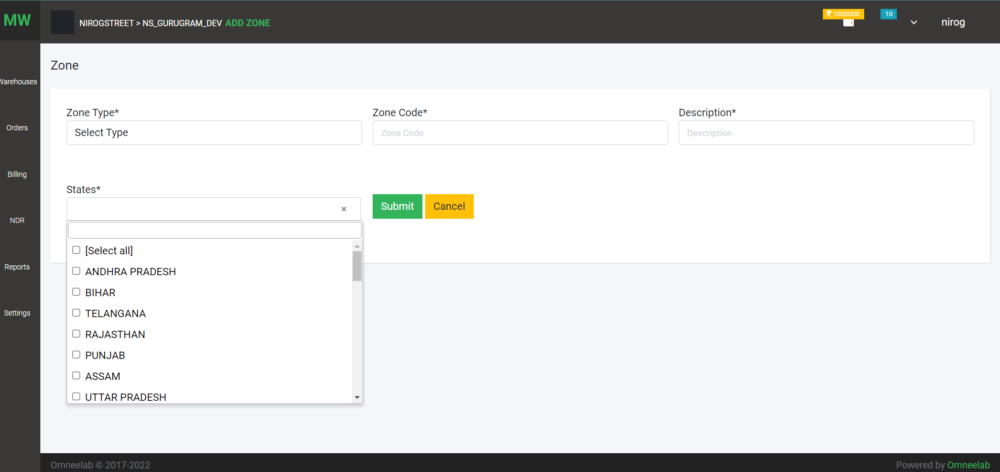 MW
NIROGSTREET > NS_GURUGRAM_DEV ADD ZONE
₹ 1000000
10
nirog
Warehouses
Orders
Billing
NDR
Reports
Settings
Zone
Zone Type*
Select Type
Zone Code*
Zone Code
Description*
Description
States*
×
Submit
Cancel
[Select all]
ANDHRA PRADESH
BIHAR
TELANGANA
RAJASTHAN
PUNJAB
ASSAM
UTTAR PRADESH
Omneelab © 2017-2022
Powered by Omneelab